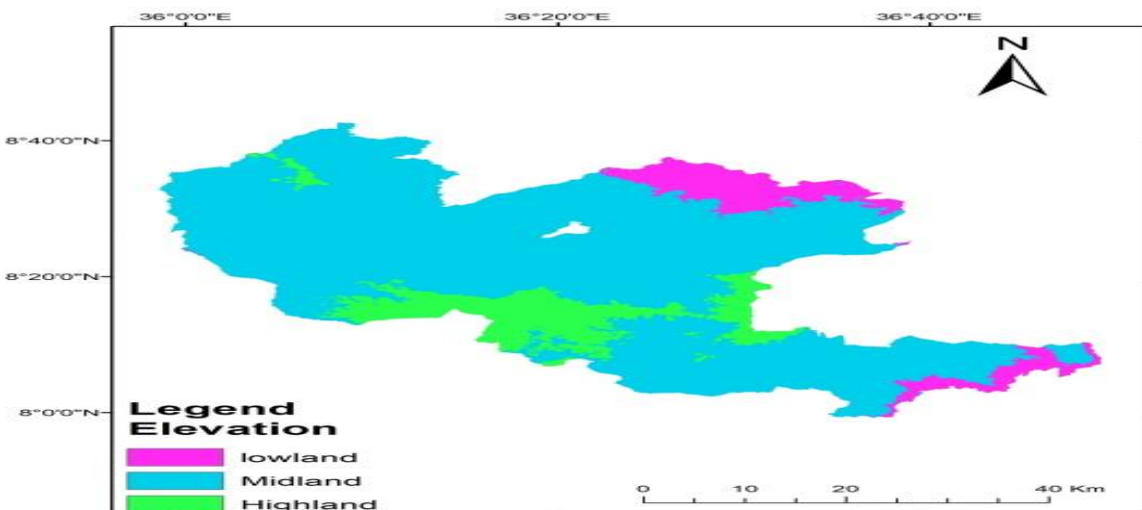 36°0'0"E 36°20'0"E 36°40'0"E
N
8°40'0"N
8°20'0"N
8°0'0"N
Legend
Elevation
lowland
Midland
Highland
0 10 20 40 Km